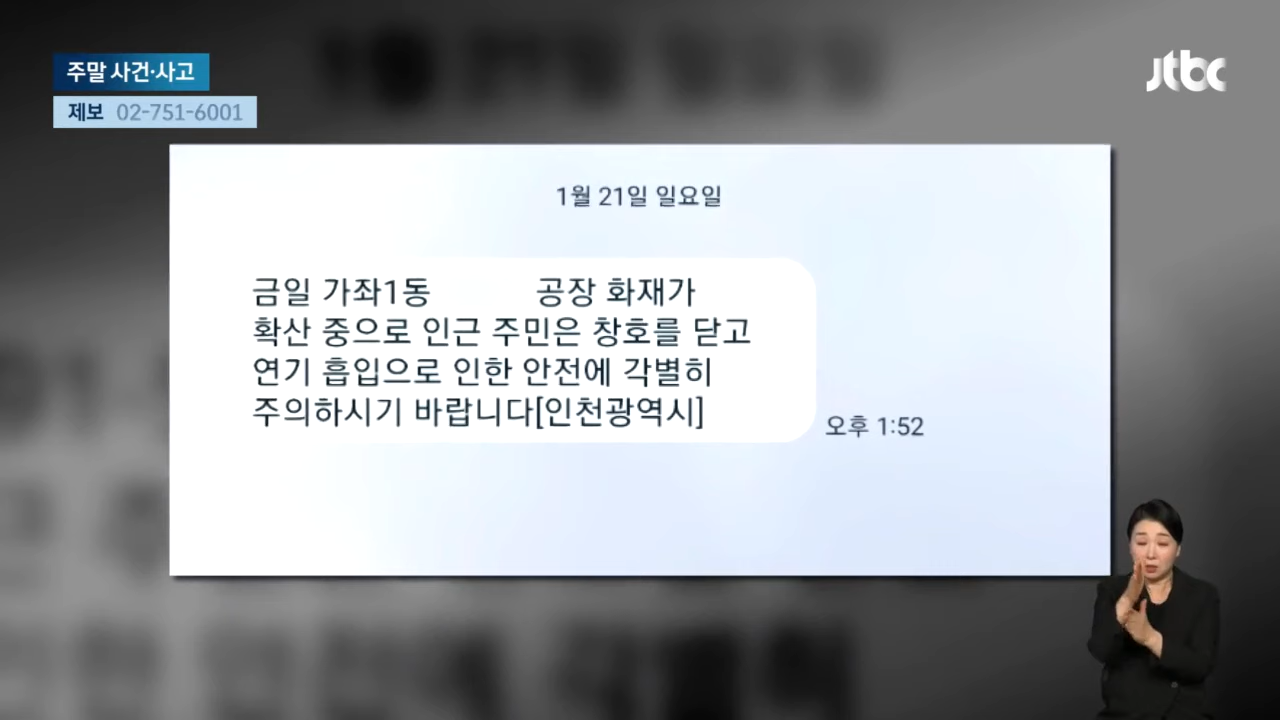 주말 사건·사고
제보 02-751-6001
jtbc
1월 21일 일요일
금일 가좌1동 공장 화재가
확산 중으로 인근 주민은 창호를 닫고
연기 흡입으로 인한 안전에 각별히
주의하시기 바랍니다[인천광역시]
오후 1:52